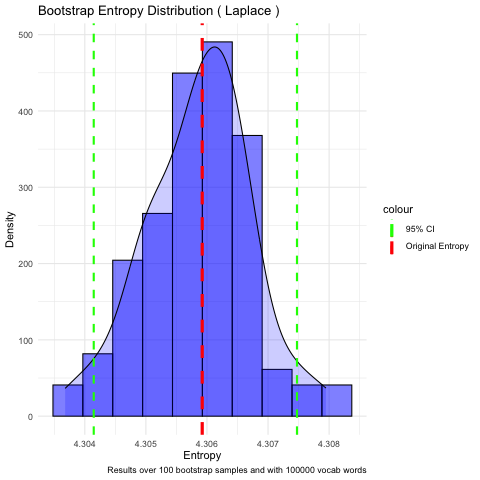 Bootstrap Entropy Distribution ( Laplace )
500
400
300
200
100
0
Density
4.304 4.305 4.306 4.307 4.308
Entropy
colour
95% CI
Original Entropy
Results over 100 bootstrap samples and with 100000 vocab words